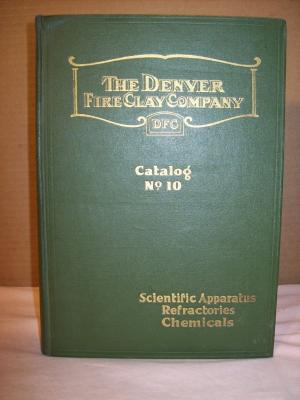 The Denver
Fire Clay Company
DFC
Catalog
Nº 10
Scientific Apparatus
Refractories
Chemicals